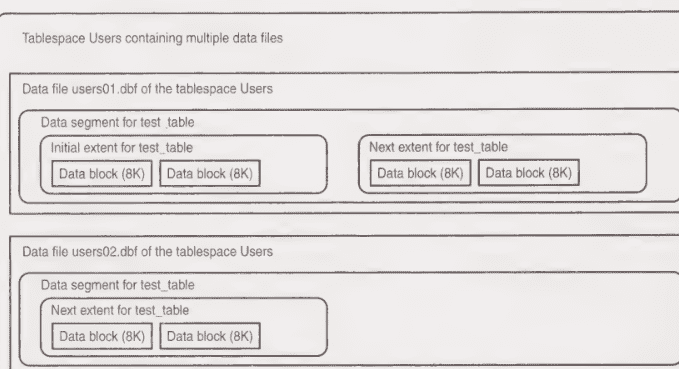 Tablespace Users containing multiple data files
Data file users01.dbf of the tablespace Users
Data segment for test_table
Initial extent for test_table
Next extent for test_table
Data block (8K) Data block (8K)
Data block (8K) Data block (8K)
Data file users02.dbf of the tablespace Users
Data segment for test_table
Next extent for test_table
Data block (8K) Data block (8K)